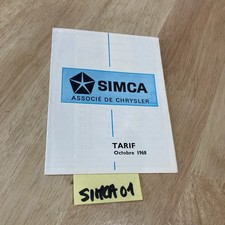 SIMCA
ASSOCIÉ DE CHRYSLER
TARIF
Octobre 1968
SIMCA 01